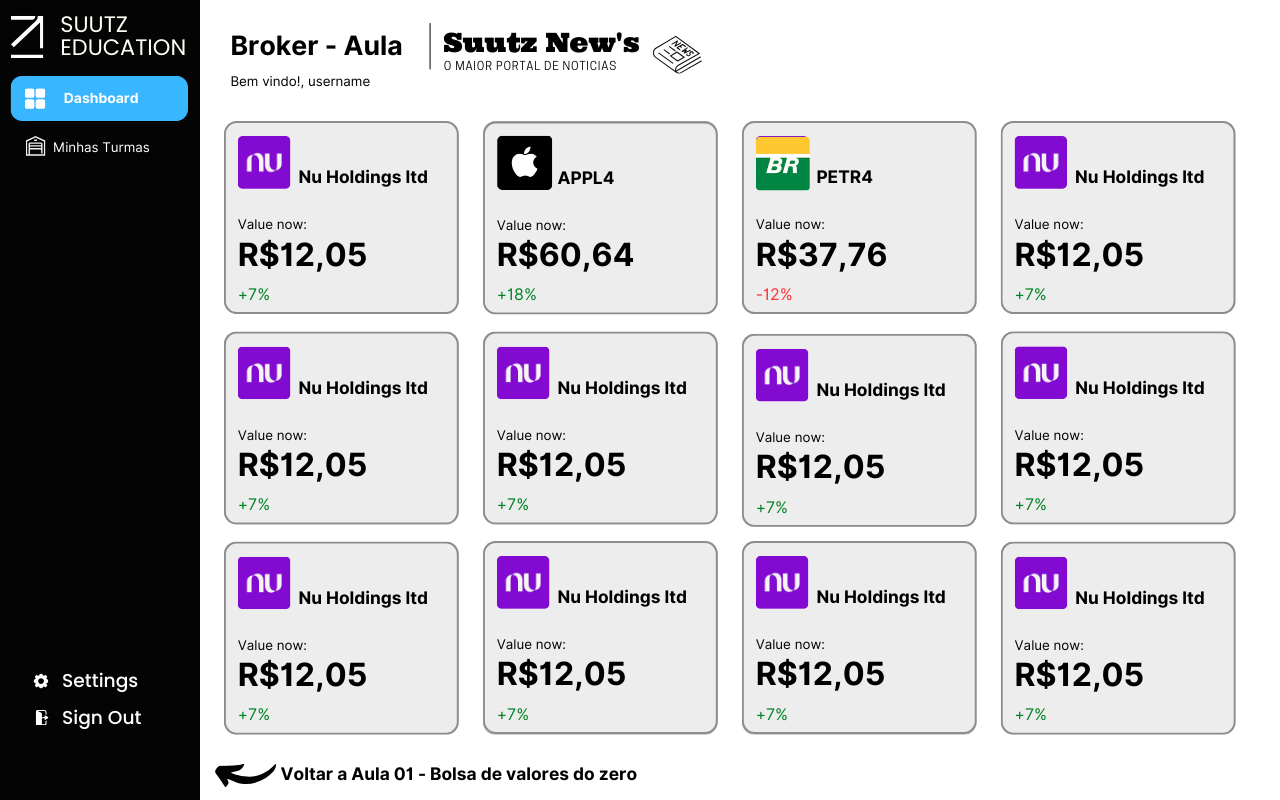 SUUTZ
EDUCATION
Dashboard
Minhas Turmas
Settings
Sign Out
Broker - Aula
Bem vindo!, username
Suutz New's
O MAIOR PORTAL DE NOTICIAS
NEWS
nu
Nu Holdings ltd
Value now:
R$12,05
+7%
APPL4
Value now:
R$60,64
+18%
BR
PETR4
Value now:
R$37,76
-12%
nu
Nu Holdings ltd
Value now:
R$12,05
+7%
nu
Nu Holdings ltd
Value now:
R$12,05
+7%
nu
Nu Holdings ltd
Value now:
R$12,05
+7%
nu
Nu Holdings ltd
Value now:
R$12,05
+7%
nu
Nu Holdings ltd
Value now:
R$12,05
+7%
nu
Nu Holdings ltd
Value now:
R$12,05
+7%
nu
Nu Holdings ltd
Value now:
R$12,05
+7%
nu
Nu Holdings ltd
Value now:
R$12,05
+7%
nu
Nu Holdings ltd
Value now:
R$12,05
+7%
Voltar a Aula 01 - Bolsa de valores do zero